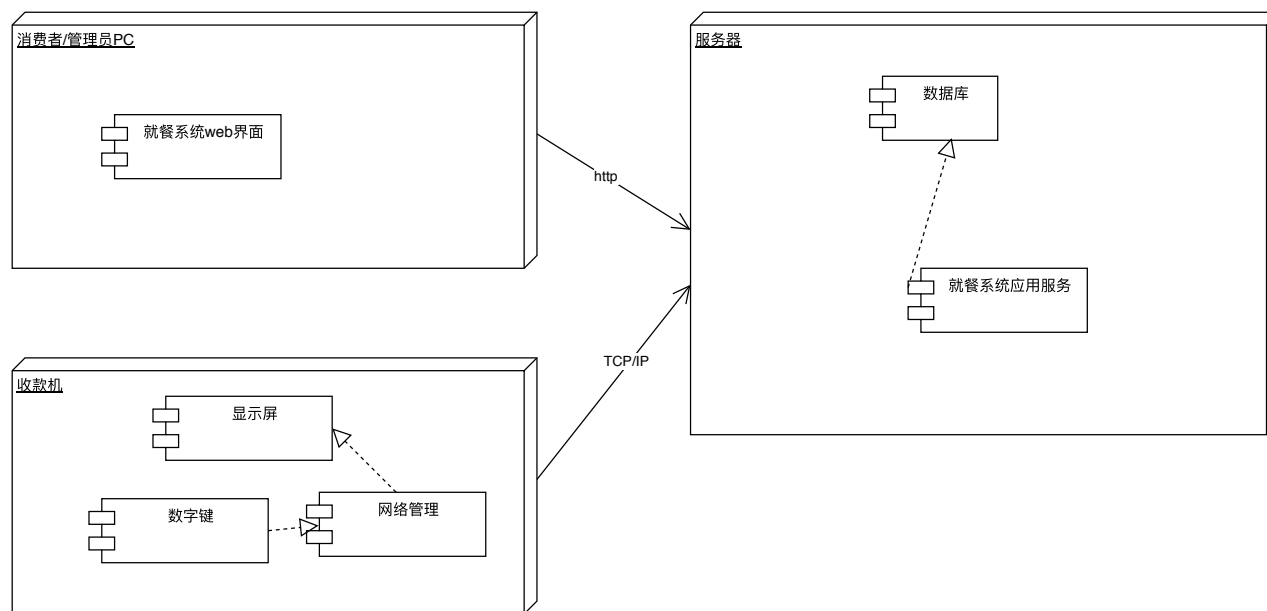 消费者/管理员PC
就餐系统web界面
http
服务器
数据库
就餐系统应用服务
TCP/IP
收款机
显示屏
数字键
网络管理